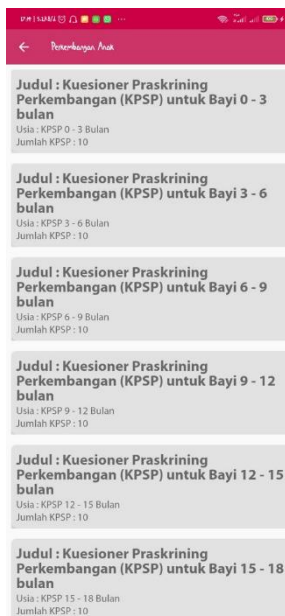 Perkembangan Anak
Judul : Kuesioner Praskrining
Perkembangan (KPSP) untuk Bayi 0 - 3
bulan
Usia : KPSP 0 - 3 Bulan
Jumlah KPSP : 10
Judul : Kuesioner Praskrining
Perkembangan (KPSP) untuk Bayi 3 - 6
bulan
Usia : KPSP 3 - 6 Bulan
Jumlah KPSP : 10
Judul : Kuesioner Praskrining
Perkembangan (KPSP) untuk Bayi 6 - 9
bulan
Usia : KPSP 6 - 9 Bulan
Jumlah KPSP : 10
Judul : Kuesioner Praskrining
Perkembangan (KPSP) untuk Bayi 9 - 12
bulan
Usia : KPSP 9 - 12 Bulan
Jumlah KPSP : 10
Judul : Kuesioner Praskrining
Perkembangan (KPSP) untuk Bayi 12 - 15
bulan
Usia : KPSP 12 - 15 Bulan
Jumlah KPSP : 10
Judul : Kuesioner Praskrining
Perkembangan (KPSP) untuk Bayi 15 - 18
bulan
Usia : KPSP 15 - 18 Bulan
Jumlah KPSP : 10